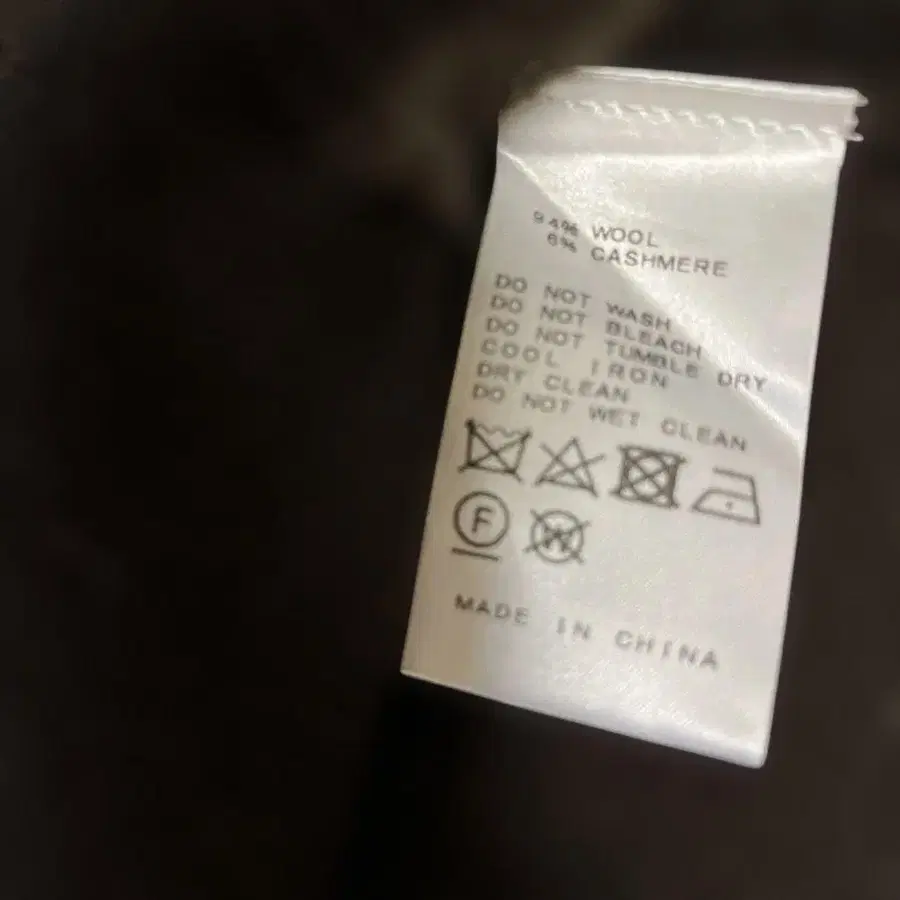 94% WOOL
6% CASHMERE
DO NOT WASH
DO NOT BLEACH
DO NOT TUMBLE DRY
COOL IRON
DRY CLEAN
DO NOT WET CLEAN
F W
MADE IN CHINA